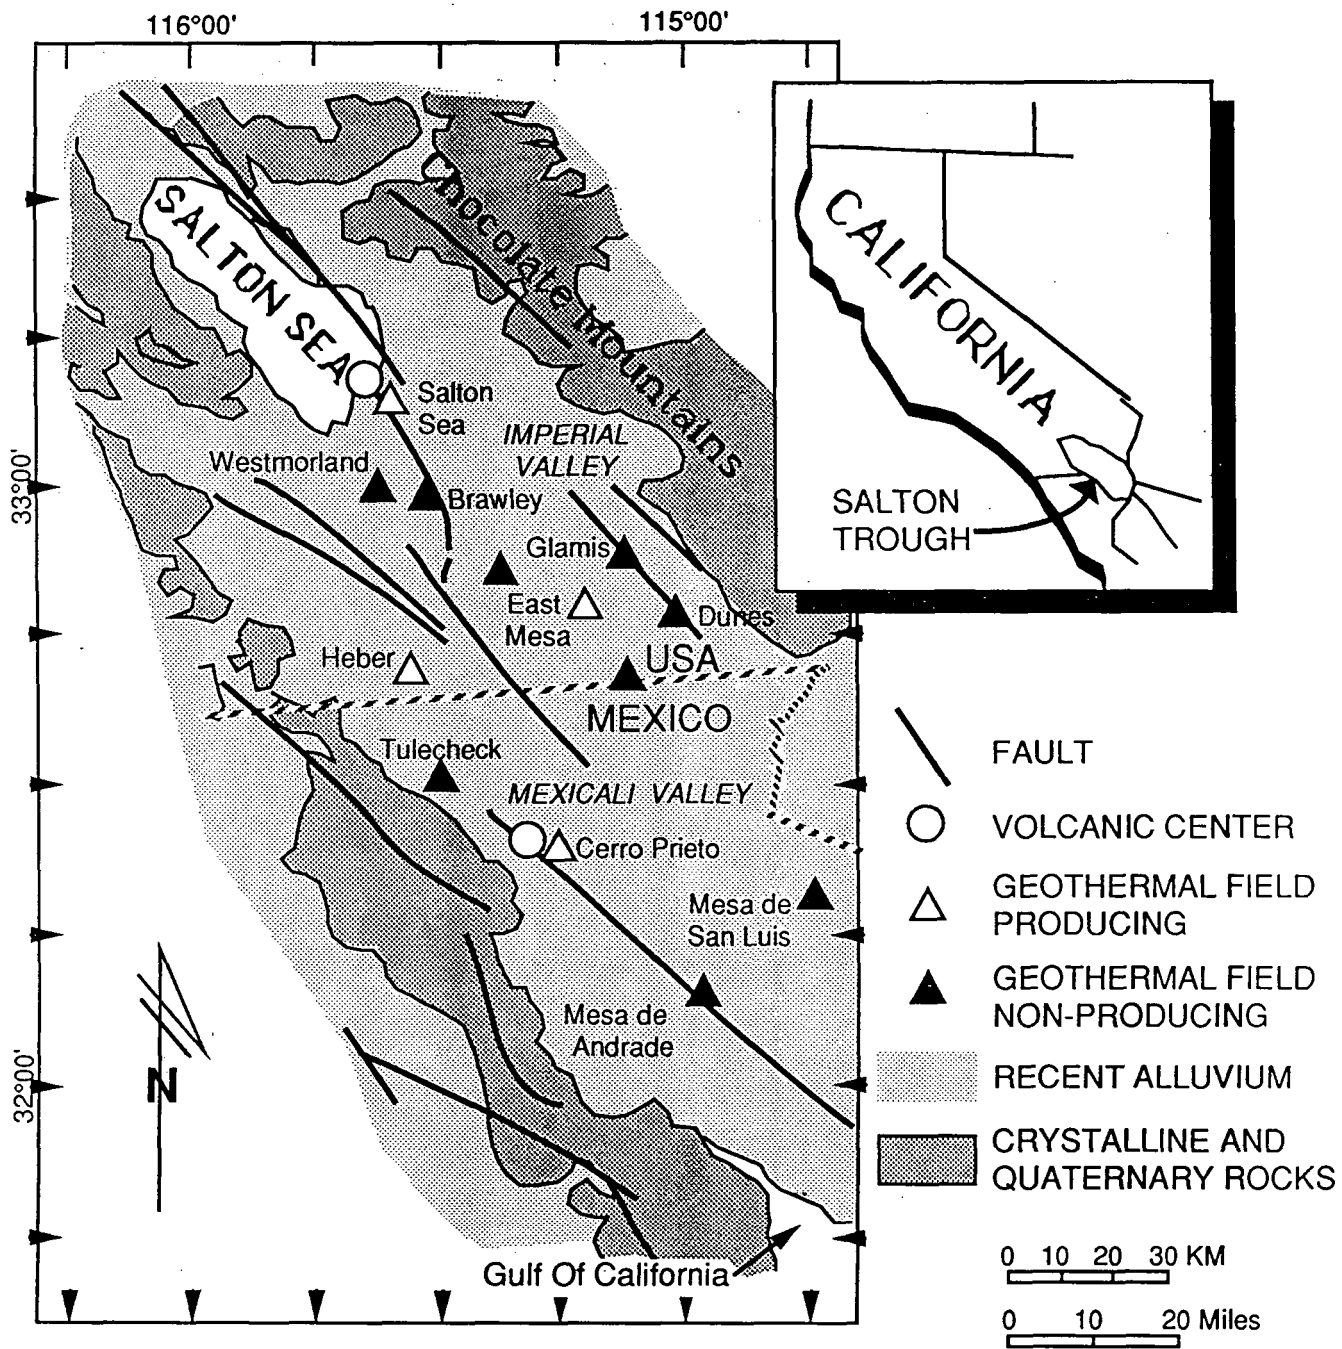 116°00'
115°00'
Chocolate Mountains
SALTON SEA
CALIFORNIA
Salton
Sea
IMPERIAL
VALLEY
Westmorland
33°00'
Brawley
SALTON
TROUGH
Glamis
East
Mesa
Dunes
Heber
USA
MEXICO
Tulecheck
MEXICALI VALLEY
Cerro Prieto
Mesa de
San Luis
Mesa de
Andrade
32°00'
N
Gulf Of California
FAULT
VOLCANIC CENTER
GEOTHERMAL FIELD
PRODUCING
GEOTHERMAL FIELD
NON-PRODUCING
RECENT ALLUVIUM
CRYSTALLINE AND
QUATERNARY ROCKS
0 10 20 30 KM
0 10 20 Miles